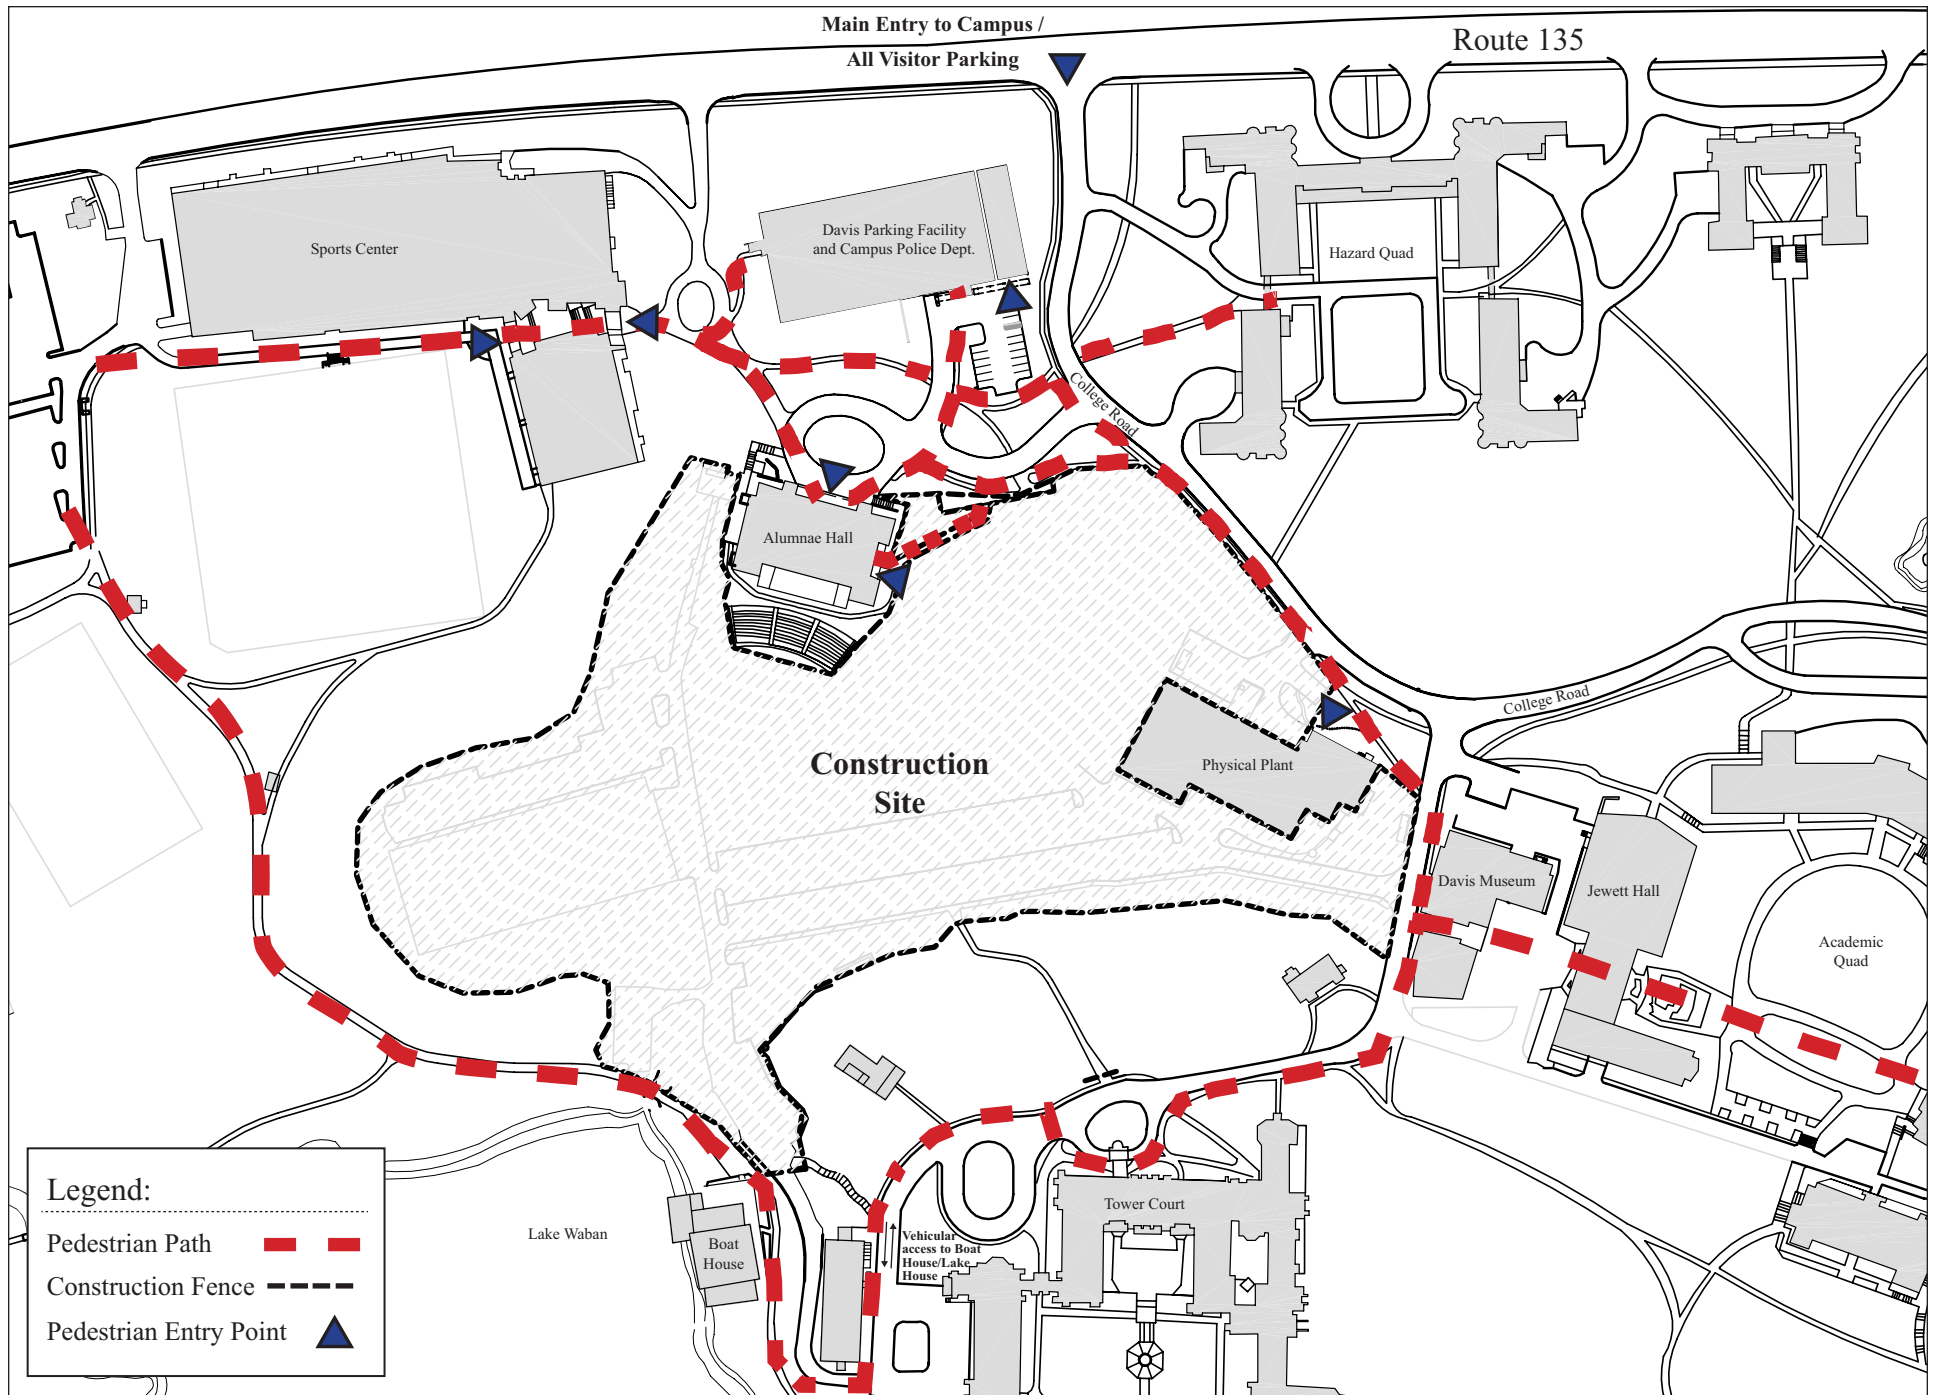 Main Entry to Campus /
All Visitor Parking
Route 135
Sports Center
Davis Parking Facility
and Campus Police Dept.
Hazard Quad
College Road
Alumnae Hall
College Road
Construction
Site
Physical Plant
Davis Museum
Jewett Hall
Academic
Quad
Tower Court
Lake Waban
Boat
House
Vehicular
access to Boat
House/Lake
House
Legend:
Pedestrian Path
Construction Fence
Pedestrian Entry Point